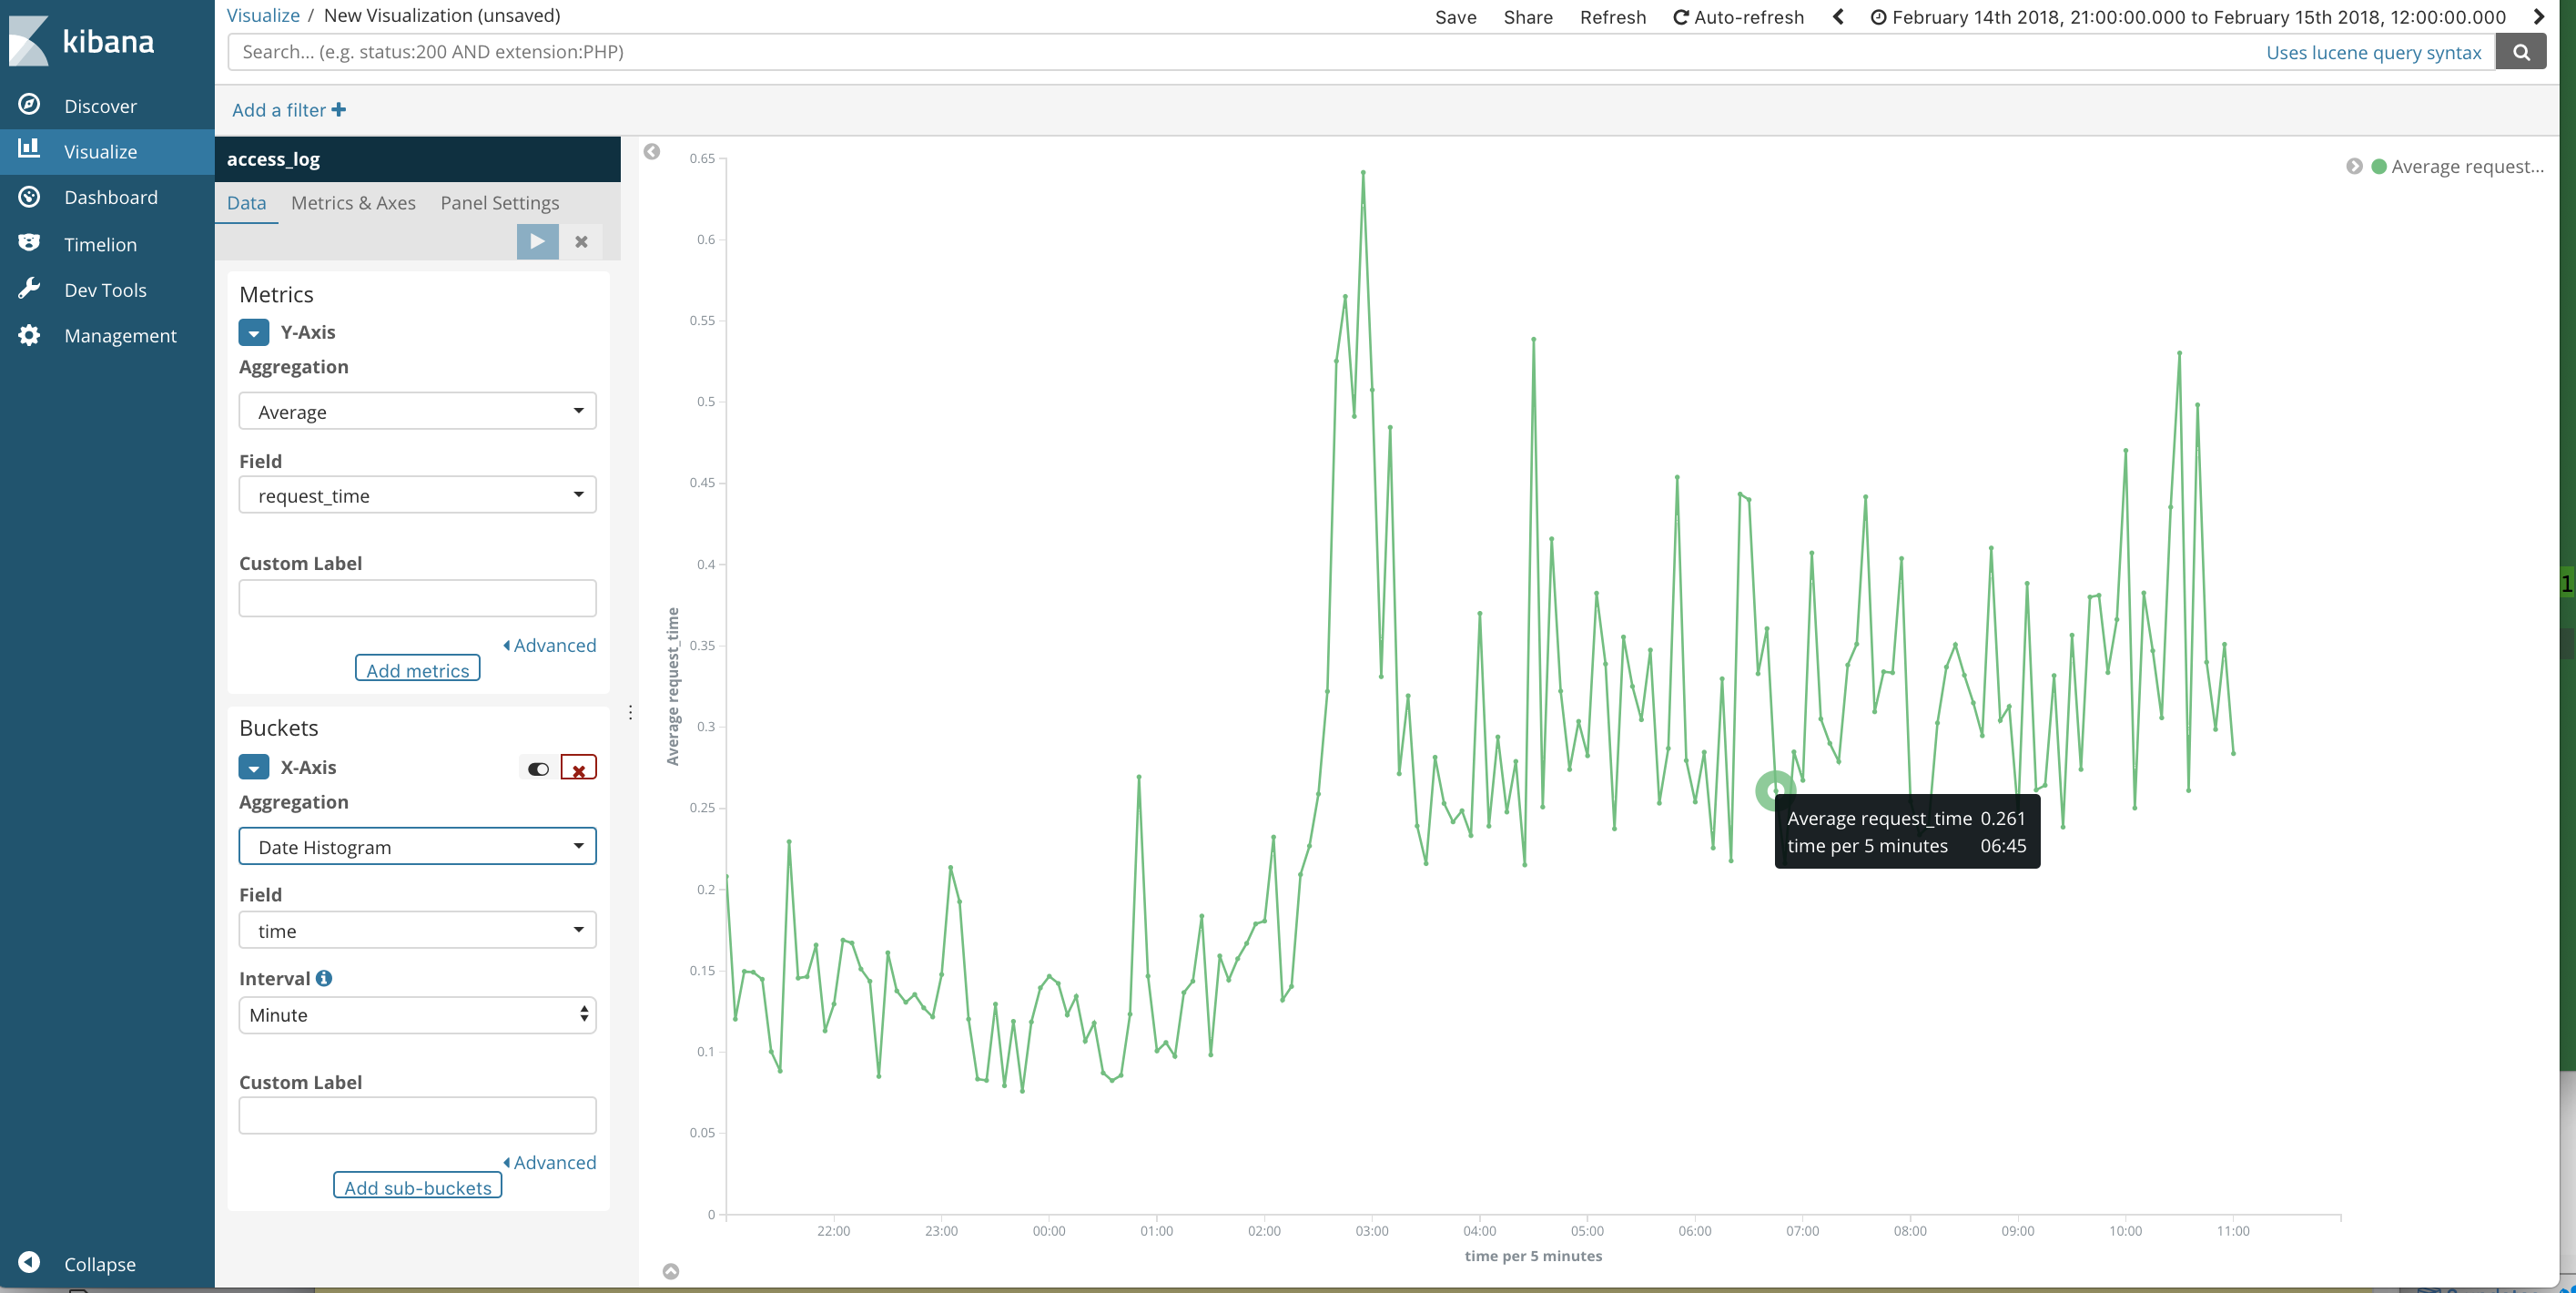 kibana
Discover
Visualize
Dashboard
Timelion
Dev Tools
Management
Collapse
Visualize / New Visualization (unsaved)
Save Share Refresh Auto-refresh February 14th 2018, 21:00:00.000 to February 15th 2018, 12:00:00.000
Search... (e.g. status:200 AND extension:PHP)
Uses lucene query syntax
Add a filter +
access_log
Data Metrics & Axes Panel Settings
Metrics
Y-Axis
Aggregation
Average
Field
request_time
Custom Label
Advanced
Add metrics
Buckets
X-Axis
Aggregation
Date Histogram
Field
time
Interval
Minute
Custom Label
Advanced
Add sub-buckets
Average request...
Average request_time
0.65
0.6
0.55
0.5
0.45
0.4
0.35
0.3
0.25
0.2
0.15
0.1
0.05
0
Average request_time 0.261
time per 5 minutes 06:45
22:00 23:00 00:00 01:00 02:00 03:00 04:00 05:00 06:00 07:00 08:00 09:00 10:00 11:00
time per 5 minutes
1